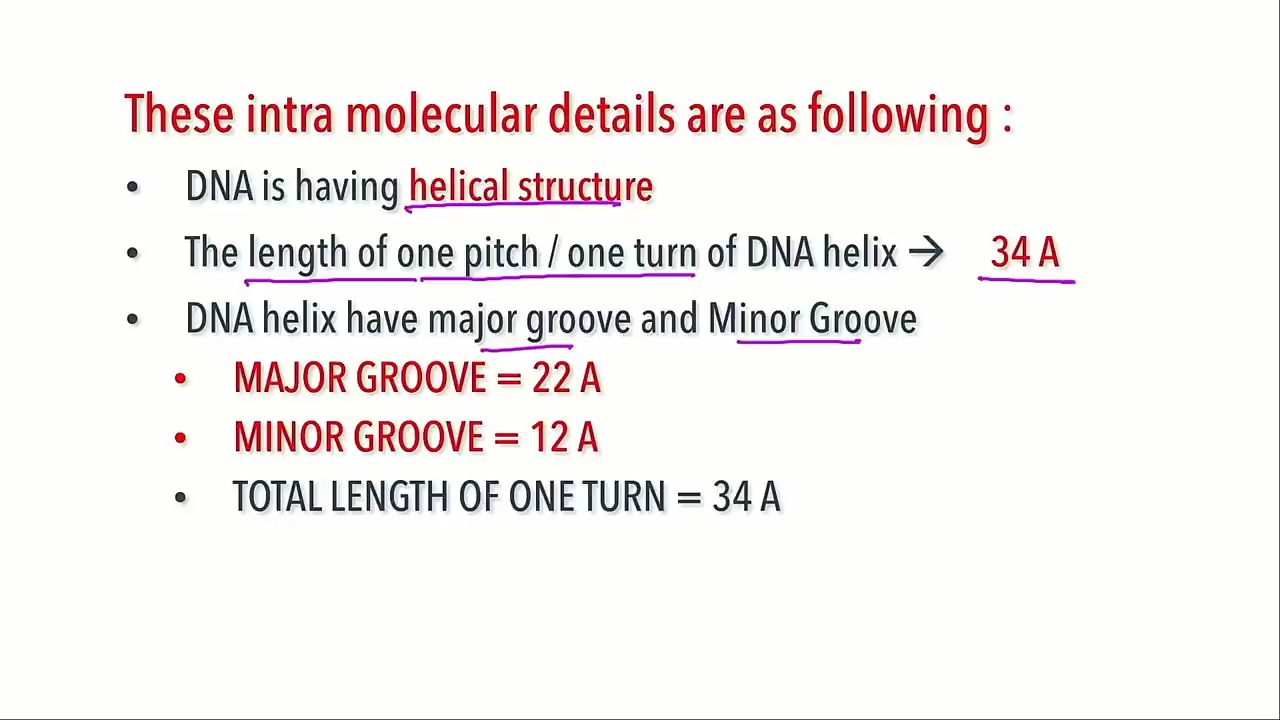 These intra molecular details are as following :
• DNA is having helical structure
• The length of one pitch / one turn of DNA helix → 34 A
• DNA helix have major groove and Minor Groove
• MAJOR GROOVE = 22 A
• MINOR GROOVE = 12 A
• TOTAL LENGTH OF ONE TURN = 34 A